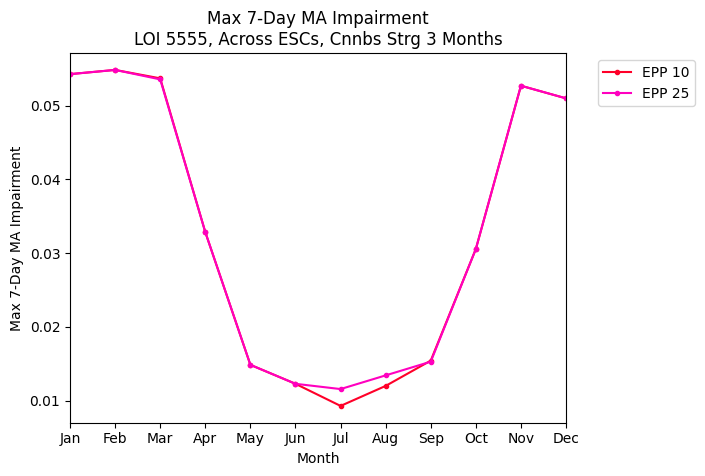 Max 7-Day MA Impairment
LOI 5555, Across ESCs, Cnnbs Strg 3 Months
EPP 10
EPP 25
Max 7-Day MA Impairment
0.05
0.04
0.03
0.02
0.01
Jan Feb Mar Apr May Jun Jul Aug Sep Oct Nov Dec
Month